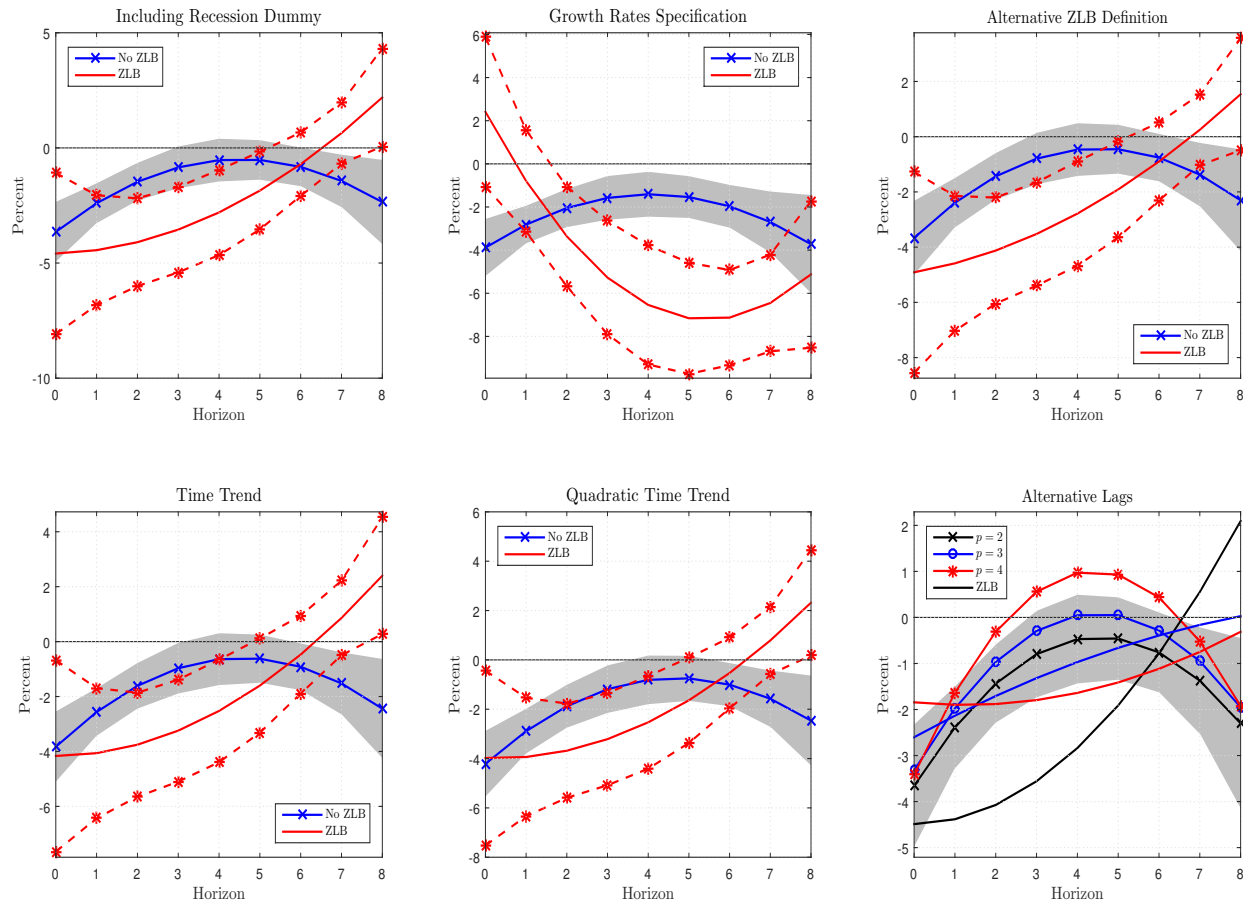 Including Recession Dummy
5
0
-5
-10
Percent
0 1 2 3 4 5 6 7 8
Horizon
No ZLB
ZLB
Growth Rates Specification
6
4
2
0
-2
-4
-6
-8
Percent
0 1 2 3 4 5 6 7 8
Horizon
No ZLB
ZLB
Alternative ZLB Definition
2
0
-2
-4
-6
-8
Percent
0 1 2 3 4 5 6 7 8
Horizon
No ZLB
ZLB
Time Trend
4
2
0
-2
-4
-6
Percent
0 1 2 3 4 5 6 7 8
Horizon
No ZLB
ZLB
Quadratic Time Trend
6
4
2
0
-2
-4
-6
-8
Percent
0 1 2 3 4 5 6 7 8
Horizon
No ZLB
ZLB
Alternative Lags
2
1
0
-1
-2
-3
-4
-5
Percent
0 1 2 3 4 5 6 7 8
Horizon
p = 2
p = 3
p = 4
ZLB